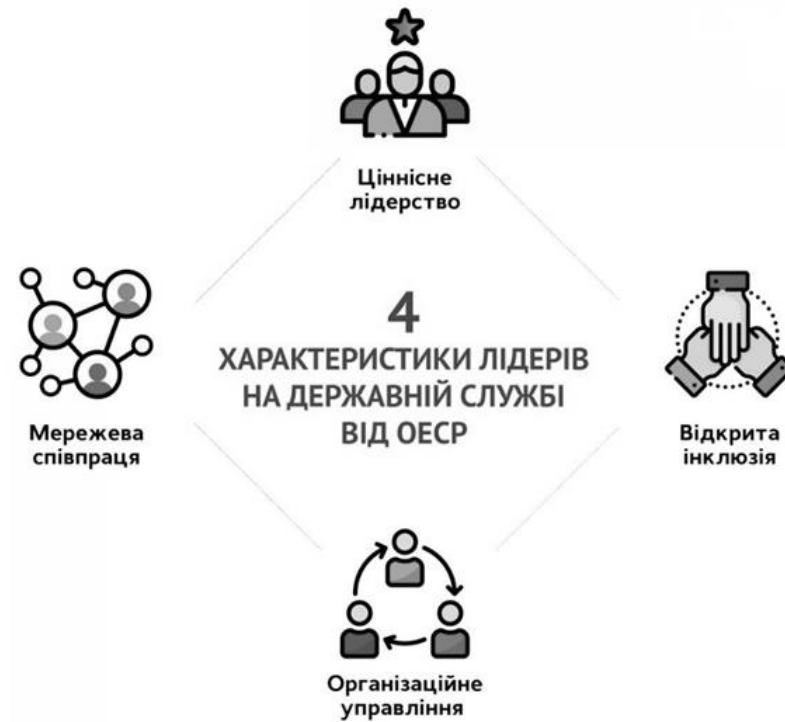 Ціннісне
лідерство
4
ХАРАКТЕРИСТИКИ ЛІДЕРІВ
НА ДЕРЖАВНІЙ СЛУЖБІ
ВІД ОЕСР
Мережева
співпраця
Відкрита
інклюзія
Організаційне
управління